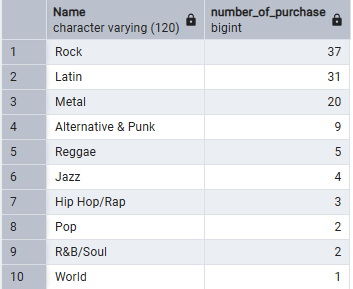 Name number_of_purchase
character varying (120) bigint
1 Rock 37
2 Latin 31
3 Metal 20
4 Alternative & Punk 9
5 Reggae 5
6 Jazz 4
7 Hip Hop/Rap 3
8 Pop 2
9 R&B/Soul 2
10 World 1